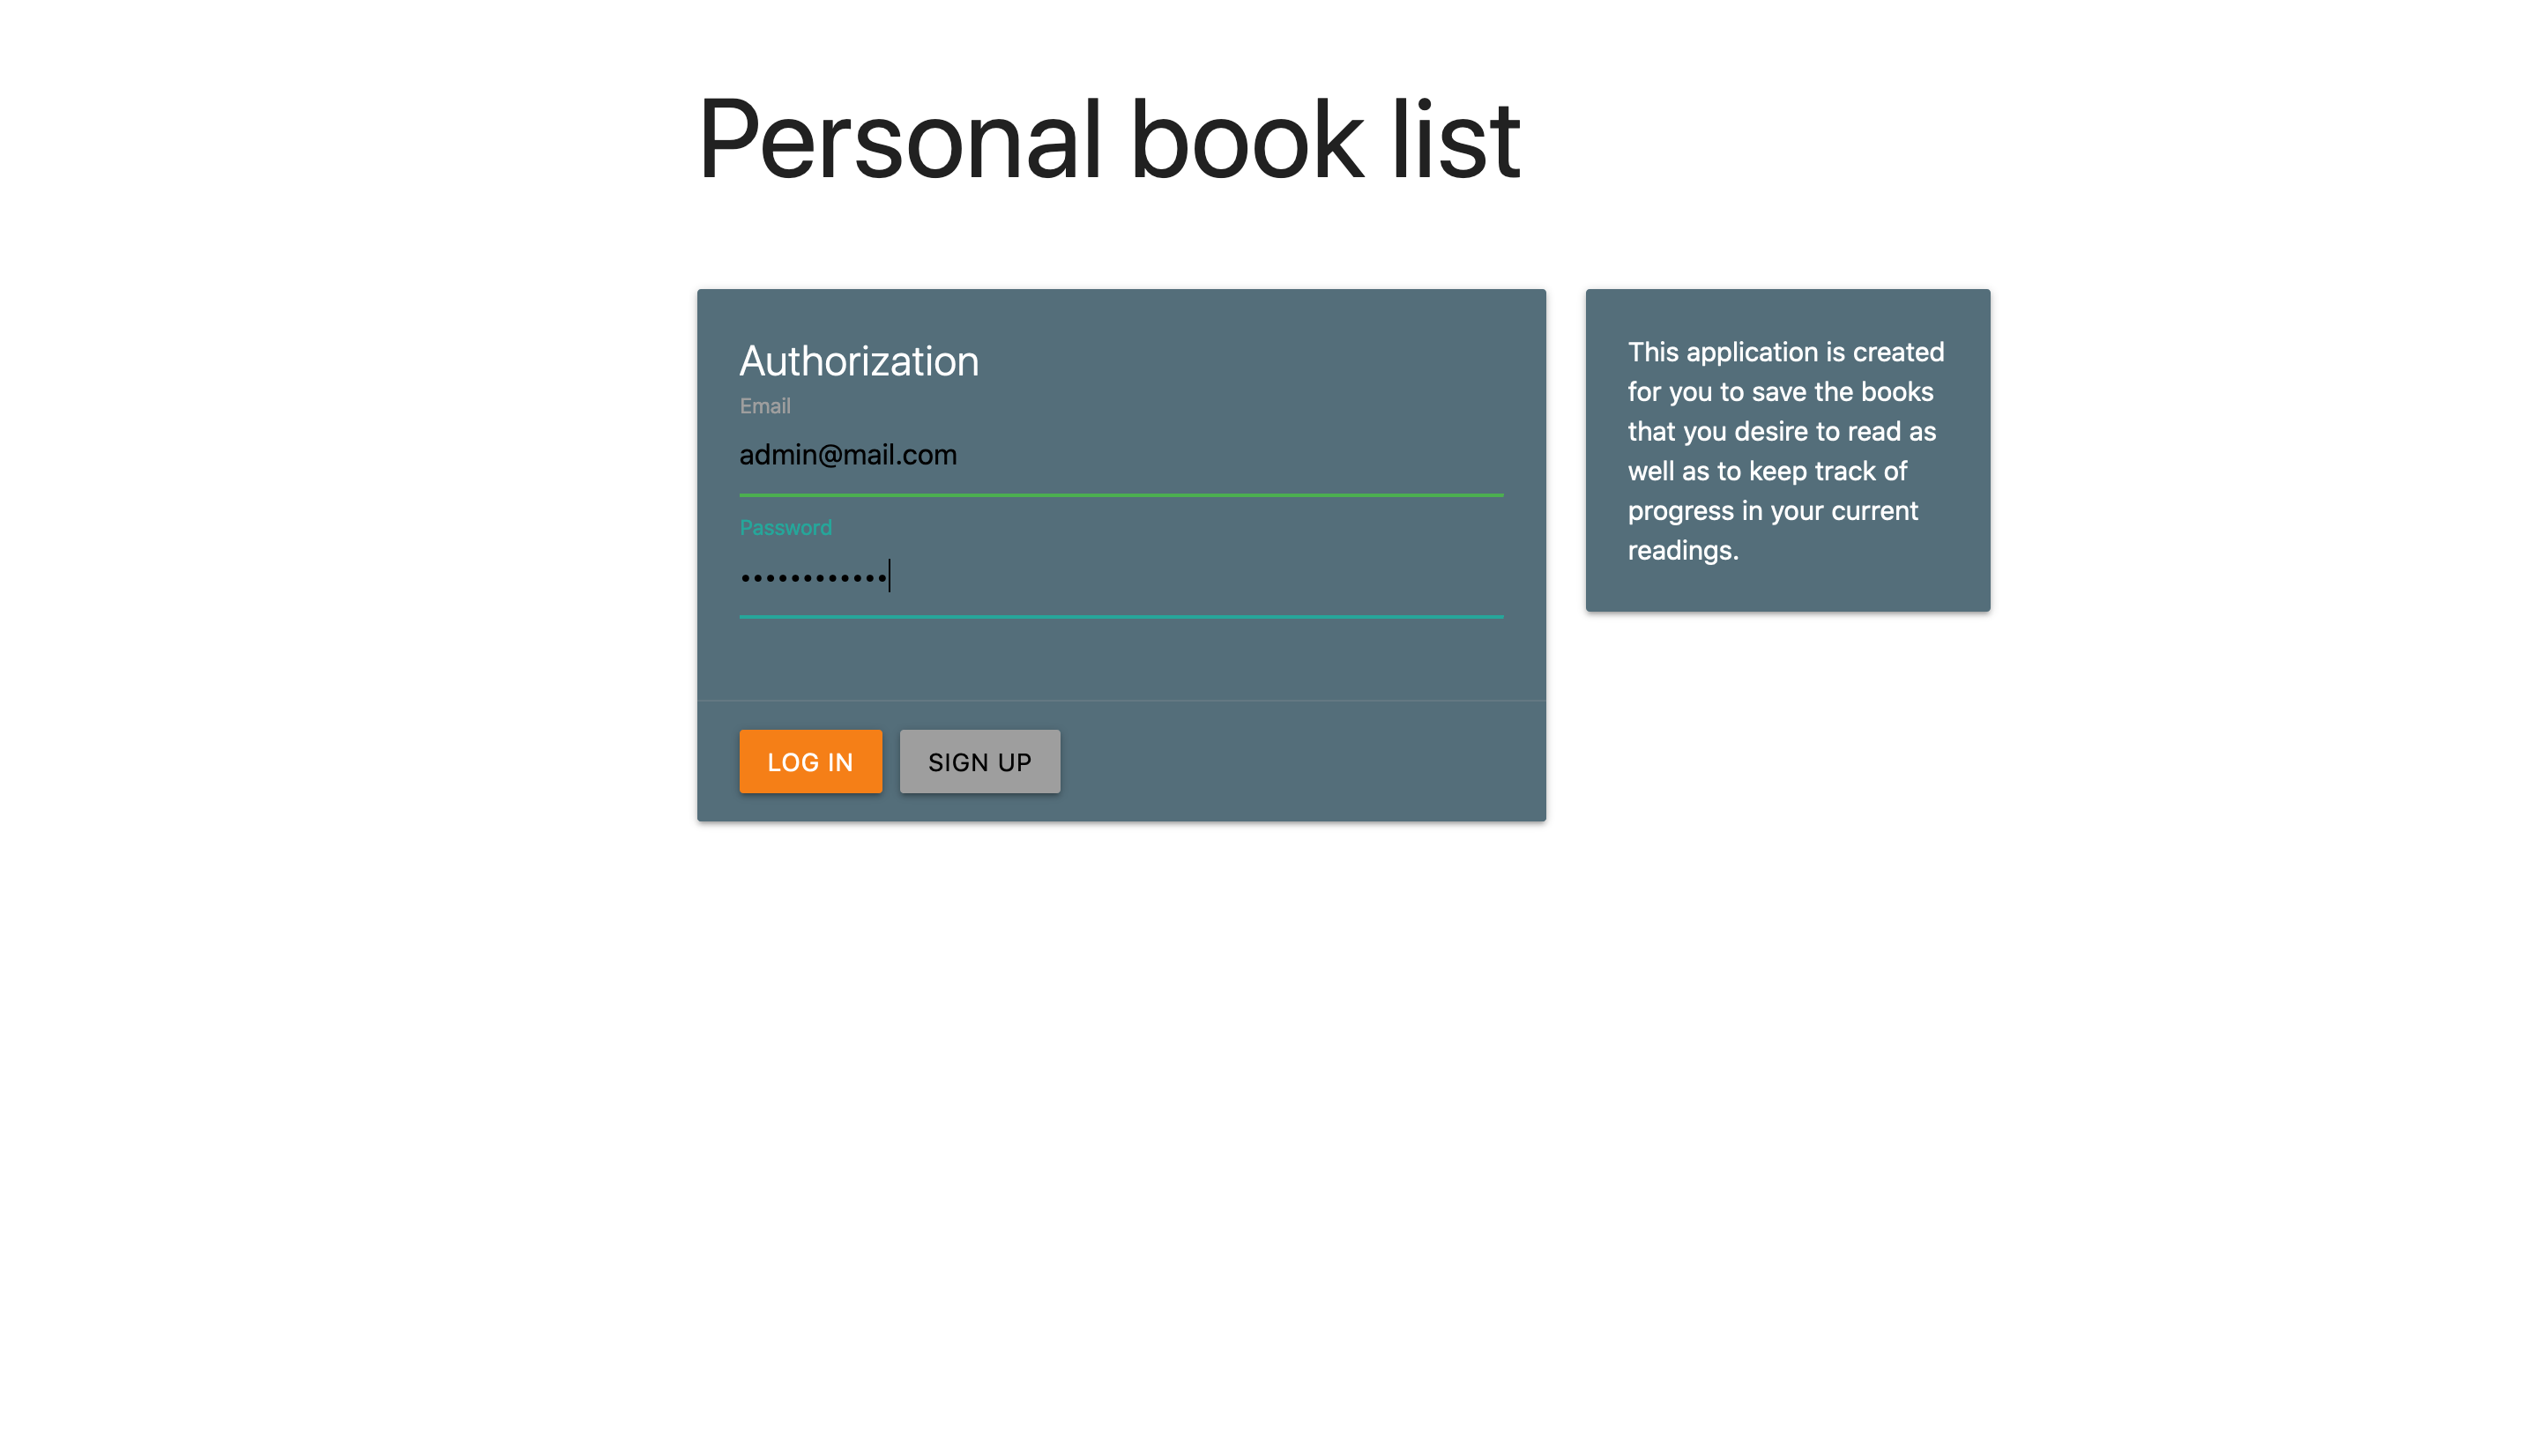 Personal book list
Authorization
Email
admin@mail.com
Password
••••••••••••
LOG IN
SIGN UP
This application is created
for you to save the books
that you desire to read as
well as to keep track of
progress in your current
readings.